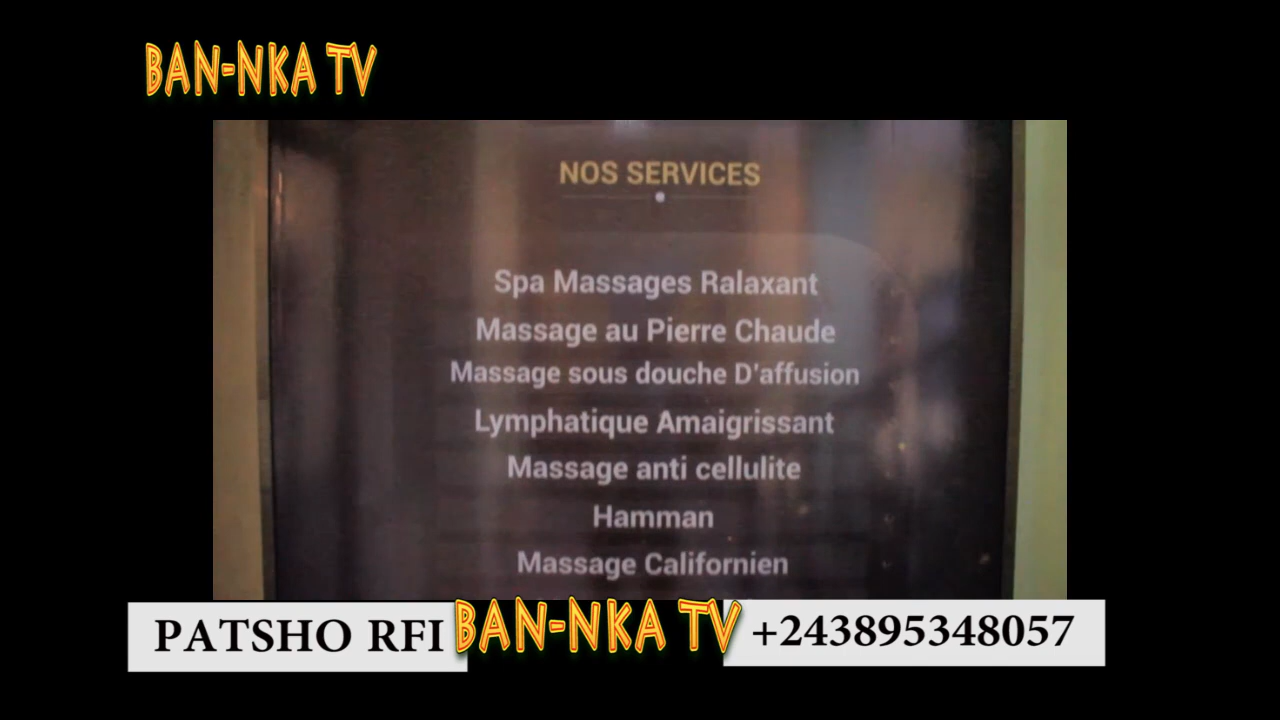 BAN-NKA TV
NOS SERVICES
Spa Massages Ralaxant
Massage au Pierre Chaude
Massage sous douche D'affusion
Lymphatique Amaigrissant
Massage anti cellulite
Hamman
Massage Californien
PATSHO RFI BAN-NKA TV +243895348057